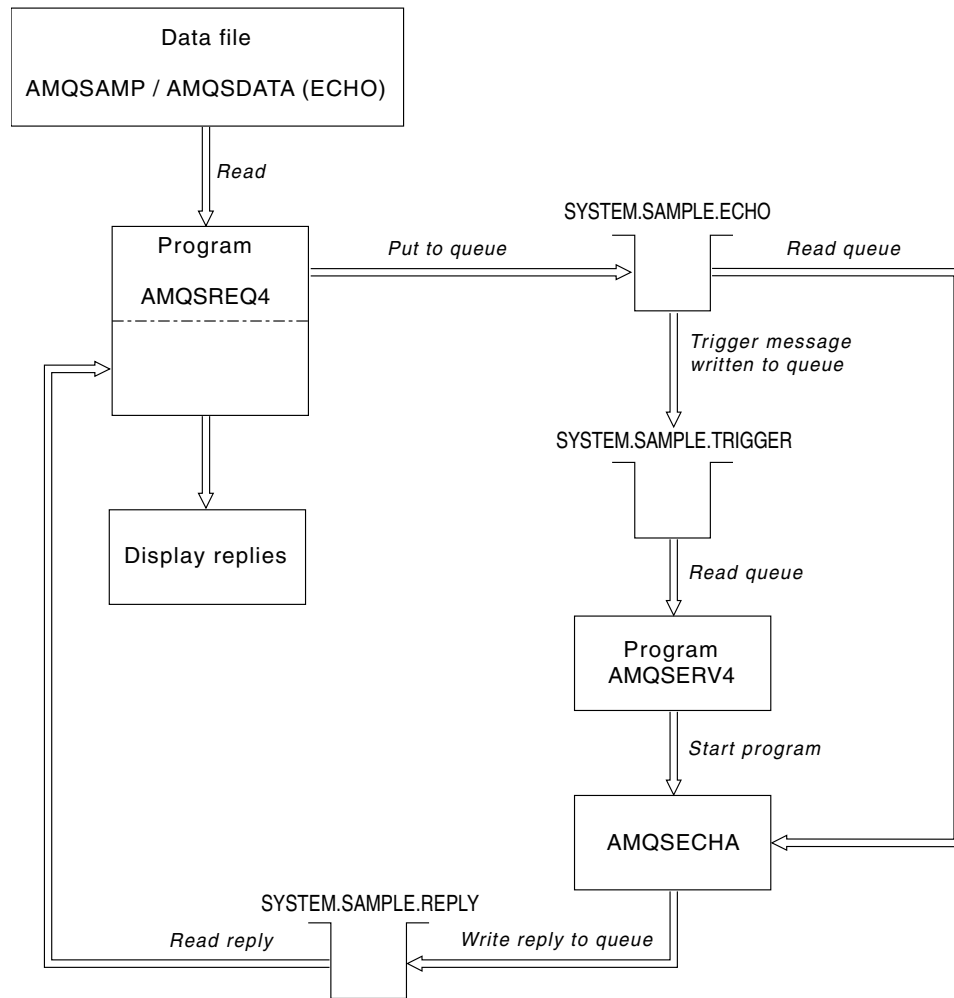 Data file
AMQSAMP / AMQSDATA (ECHO)
Read
SYSTEM.SAMPLE.ECHO
Program
AMQSREQ4
Put to queue
Read queue
Trigger message
written to queue
SYSTEM.SAMPLE.TRIGGER
Display replies
Read queue
Program
AMQSERV4
Start program
AMQSECHA
SYSTEM.SAMPLE.REPLY
Read reply
Write reply to queue